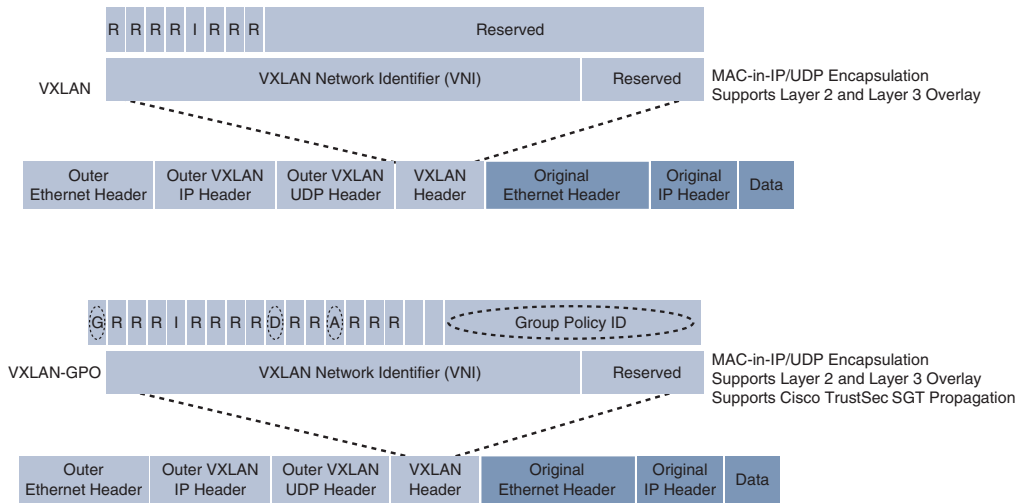 R R R R I R R R Reserved
VXLAN
VXLAN Network Identifier (VNI) Reserved
MAC-in-IP/UDP Encapsulation
Supports Layer 2 and Layer 3 Overlay
Outer
Ethernet Header
Outer VXLAN
IP Header
Outer VXLAN
UDP Header
VXLAN
Header
Original
Ethernet Header
Original
IP Header
Data
G R R R I R R R R D R R A R R R Group Policy ID
VXLAN-GPO
VXLAN Network Identifier (VNI) Reserved
MAC-in-IP/UDP Encapsulation
Supports Layer 2 and Layer 3 Overlay
Supports Cisco TrustSec SGT Propagation
Outer
Ethernet Header
Outer VXLAN
IP Header
Outer VXLAN
UDP Header
VXLAN
Header
Original
Ethernet Header
Original
IP Header
Data